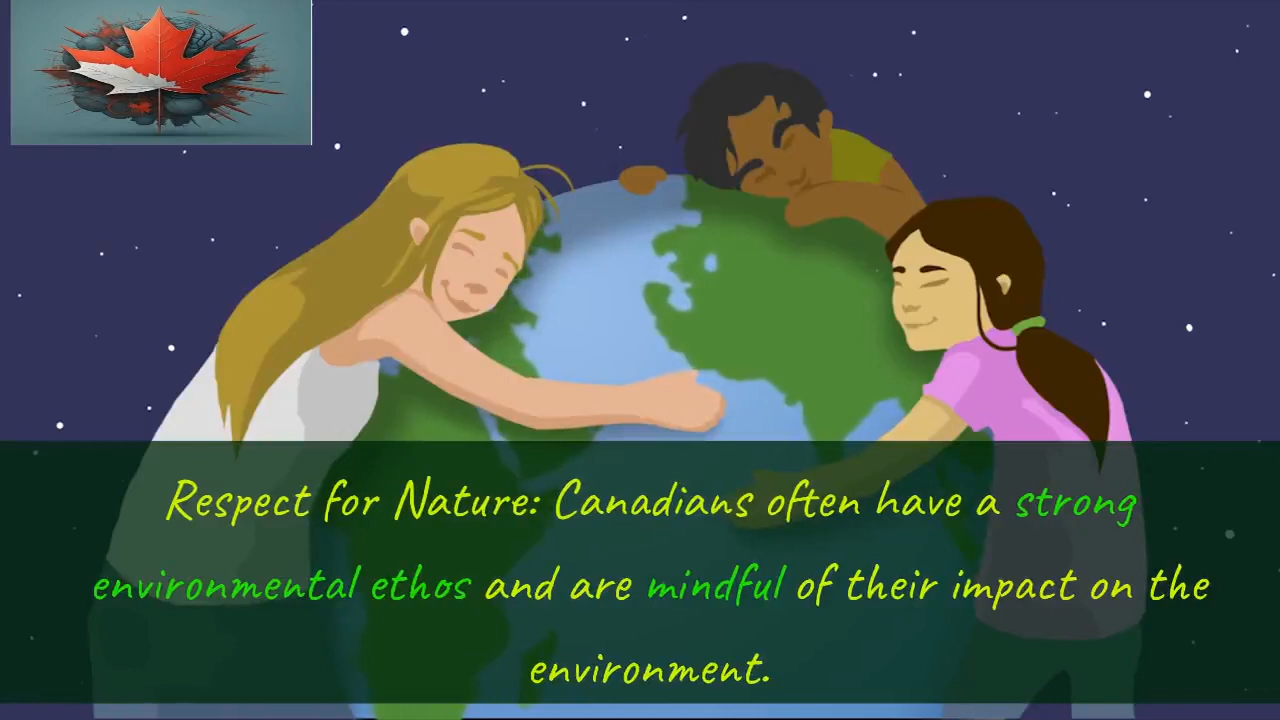 Respect for Nature: Canadians often have a strong
environmental ethos and are mindful of their impact on the
environment.